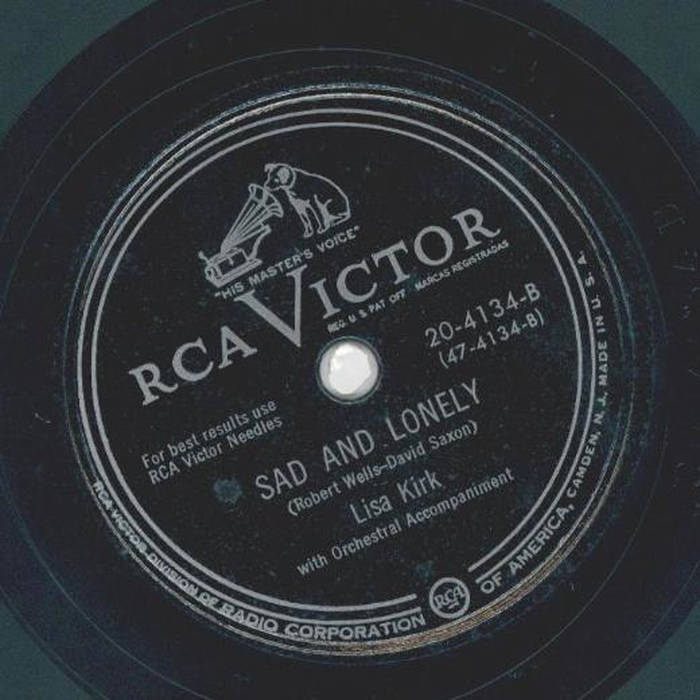 "HIS MASTER'S VOICE"
RCA VICTOR
REG. U. S. PAT. OFF. MARCAS REGISTRADAS
20-4134-B
(47-4134-B)
For best results use
RCA Victor Needles
SAD AND LONELY
(Robert Wells-David Saxon)
Lisa Kirk
with Orchestral Accompaniment
RCA VICTOR DIVISION OF RADIO CORPORATION RCA OF AMERICA, CAMDEN, N. J. MADE IN U. S. A.